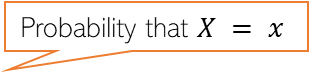 Probability that X = x